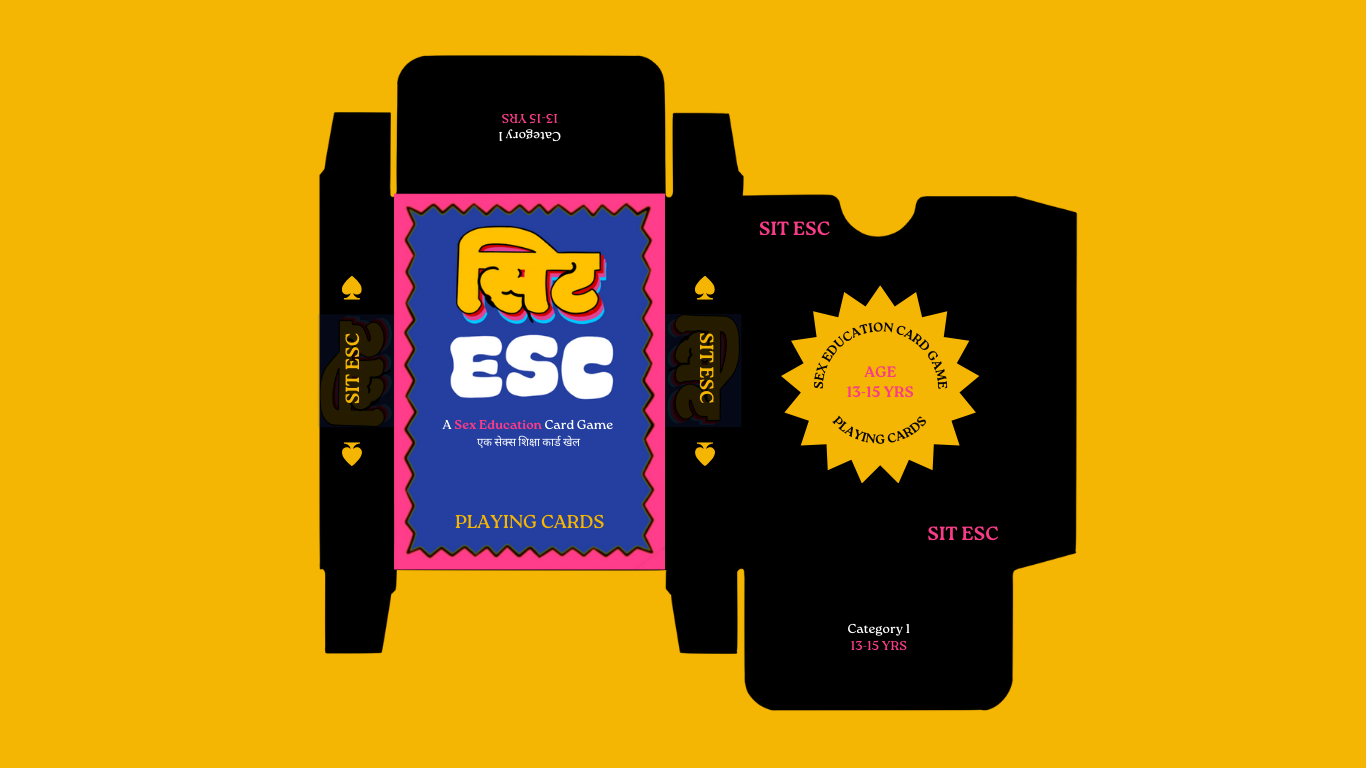 13-15 YRS
Category 1
सिट
ESC
A Sex Education Card Game
एक सेक्स शिक्षा कार्ड खेल
PLAYING CARDS
SIT ESC
SIT ESC
SIT ESC
SEX EDUCATION CARD GAME
AGE
13-15 YRS
PLAYING CARDS
SIT ESC
Category 1
13-15 YRS